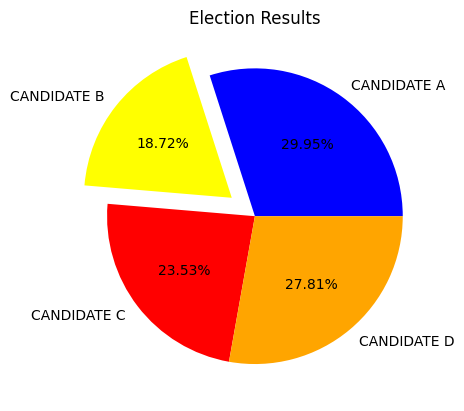 Election Results
CANDIDATE A
29.95%
CANDIDATE B
18.72%
CANDIDATE C
23.53%
CANDIDATE D
27.81%